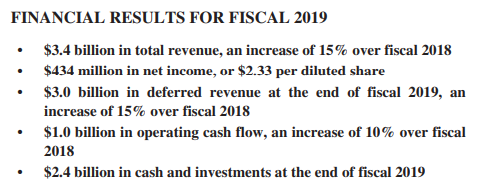 FINANCIAL RESULTS FOR FISCAL 2019
• $3.4 billion in total revenue, an increase of 15% over fiscal 2018
• $434 million in net income, or $2.33 per diluted share
• $3.0 billion in deferred revenue at the end of fiscal 2019, an
increase of 15% over fiscal 2018
• $1.0 billion in operating cash flow, an increase of 10% over fiscal
2018
• $2.4 billion in cash and investments at the end of fiscal 2019